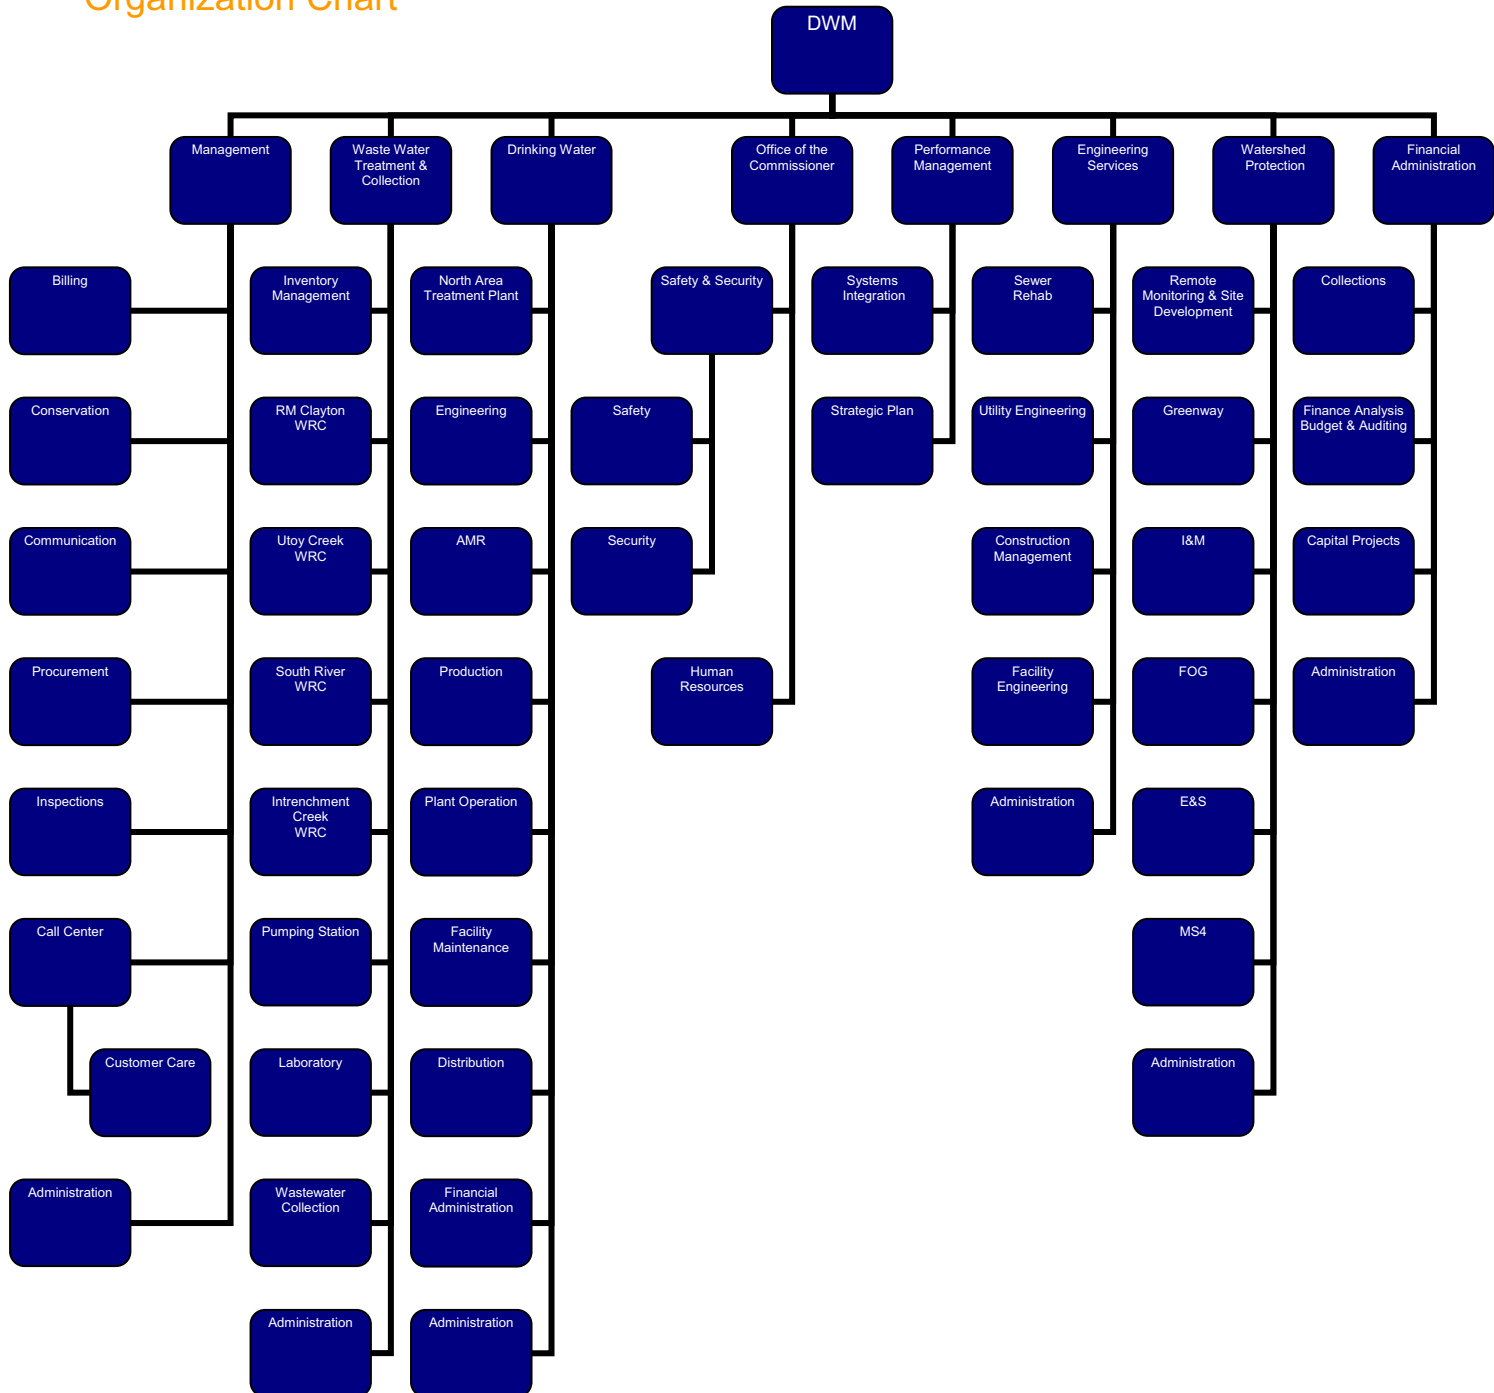 Organization Chart
DWM
Management
Waste Water
Treatment &
Collection
Drinking Water
Office of the
Commissioner
Performance
Management
Engineering
Services
Watershed
Protection
Financial
Administration
Billing
Inventory
Management
North Area
Treatment Plant
Safety & Security
Systems
Integration
Sewer
Rehab
Remote
Monitoring & Site
Development
Collections
Conservation
RM Clayton
WRC
Engineering
Safety
Strategic Plan
Utility Engineering
Greenway
Finance Analysis
Budget & Auditing
Communication
Utoy Creek
WRC
AMR
Security
Construction
Management
I&M
Capital Projects
Procurement
South River
WRC
Production
Human
Resources
Facility
Engineering
FOG
Administration
Inspections
Intrenchment
Creek
WRC
Plant Operation
Administration
E&S
Call Center
Pumping Station
Facility
Maintenance
MS4
Customer Care
Laboratory
Distribution
Administration
Administration
Wastewater
Collection
Financial
Administration
Administration
Administration